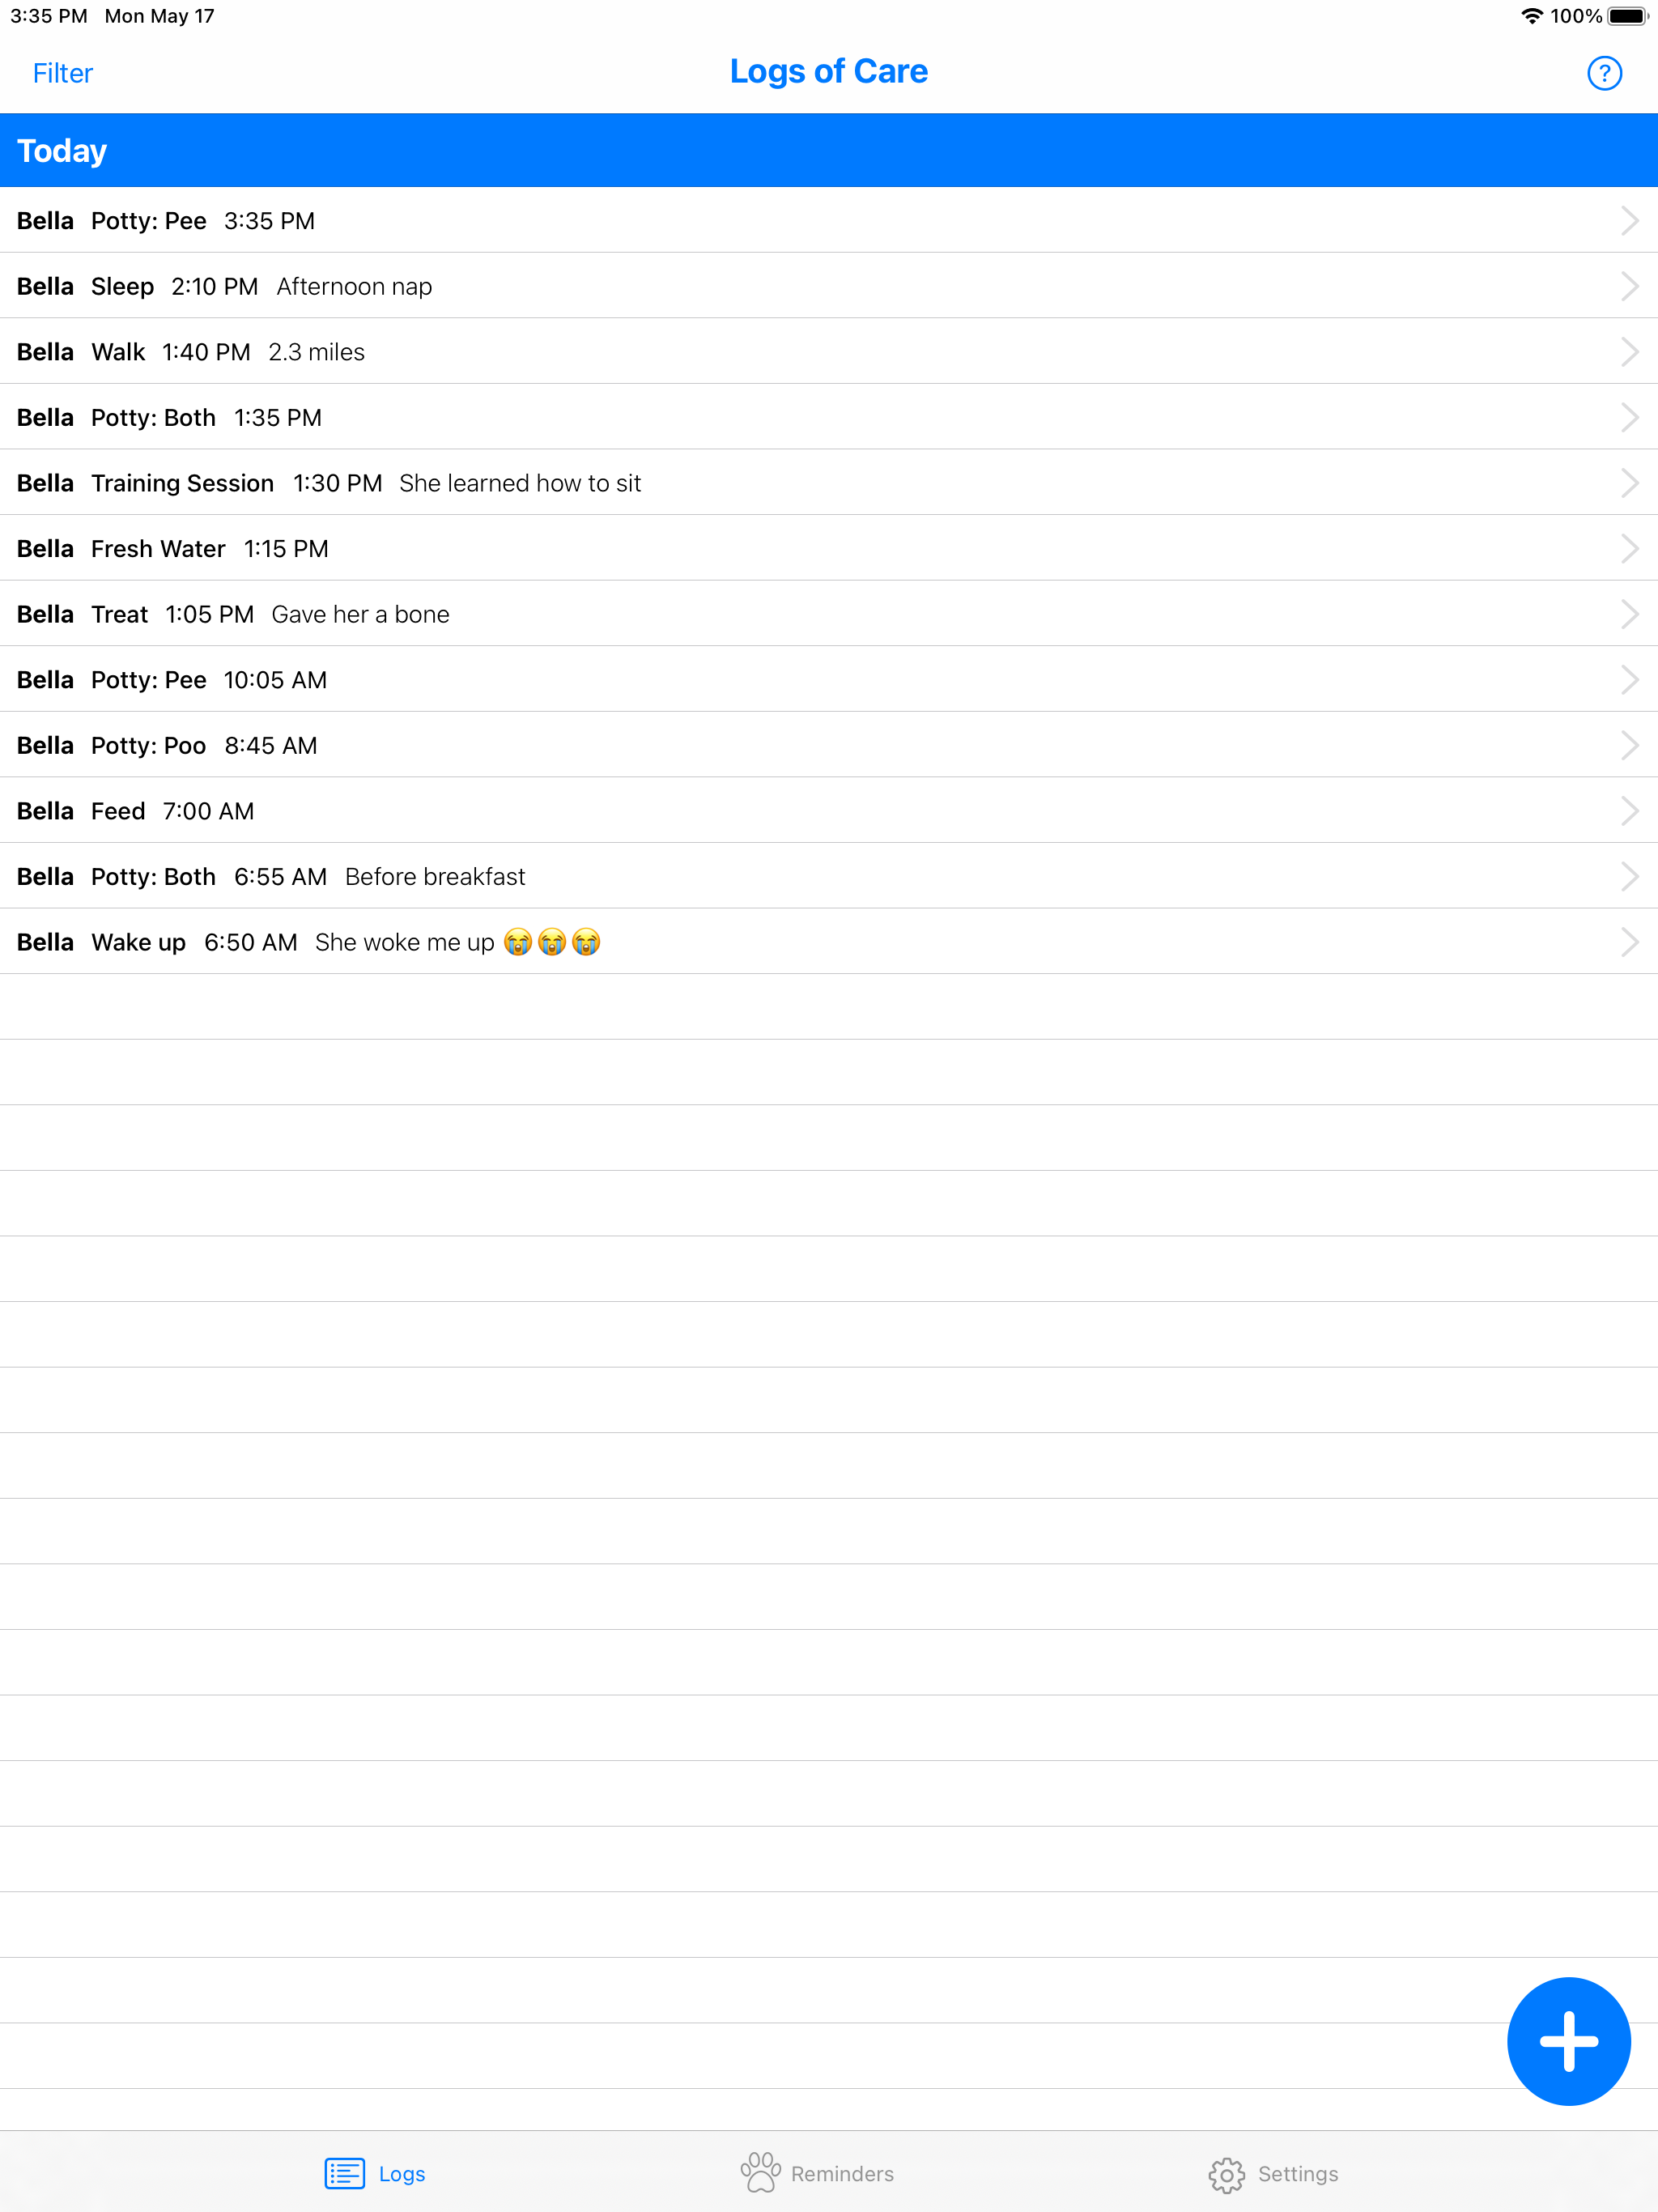 3:35 PM Mon May 17 100%
Filter Logs of Care ?
Today
Bella Potty: Pee 3:35 PM
Bella Sleep 2:10 PM Afternoon nap
Bella Walk 1:40 PM 2.3 miles
Bella Potty: Both 1:35 PM
Bella Training Session 1:30 PM She learned how to sit
Bella Fresh Water 1:15 PM
Bella Treat 1:05 PM Gave her a bone
Bella Potty: Pee 10:05 AM
Bella Potty: Poo 8:45 AM
Bella Feed 7:00 AM
Bella Potty: Both 6:55 AM Before breakfast
Bella Wake up 6:50 AM She woke me up 😭😭😭
Logs Reminders Settings